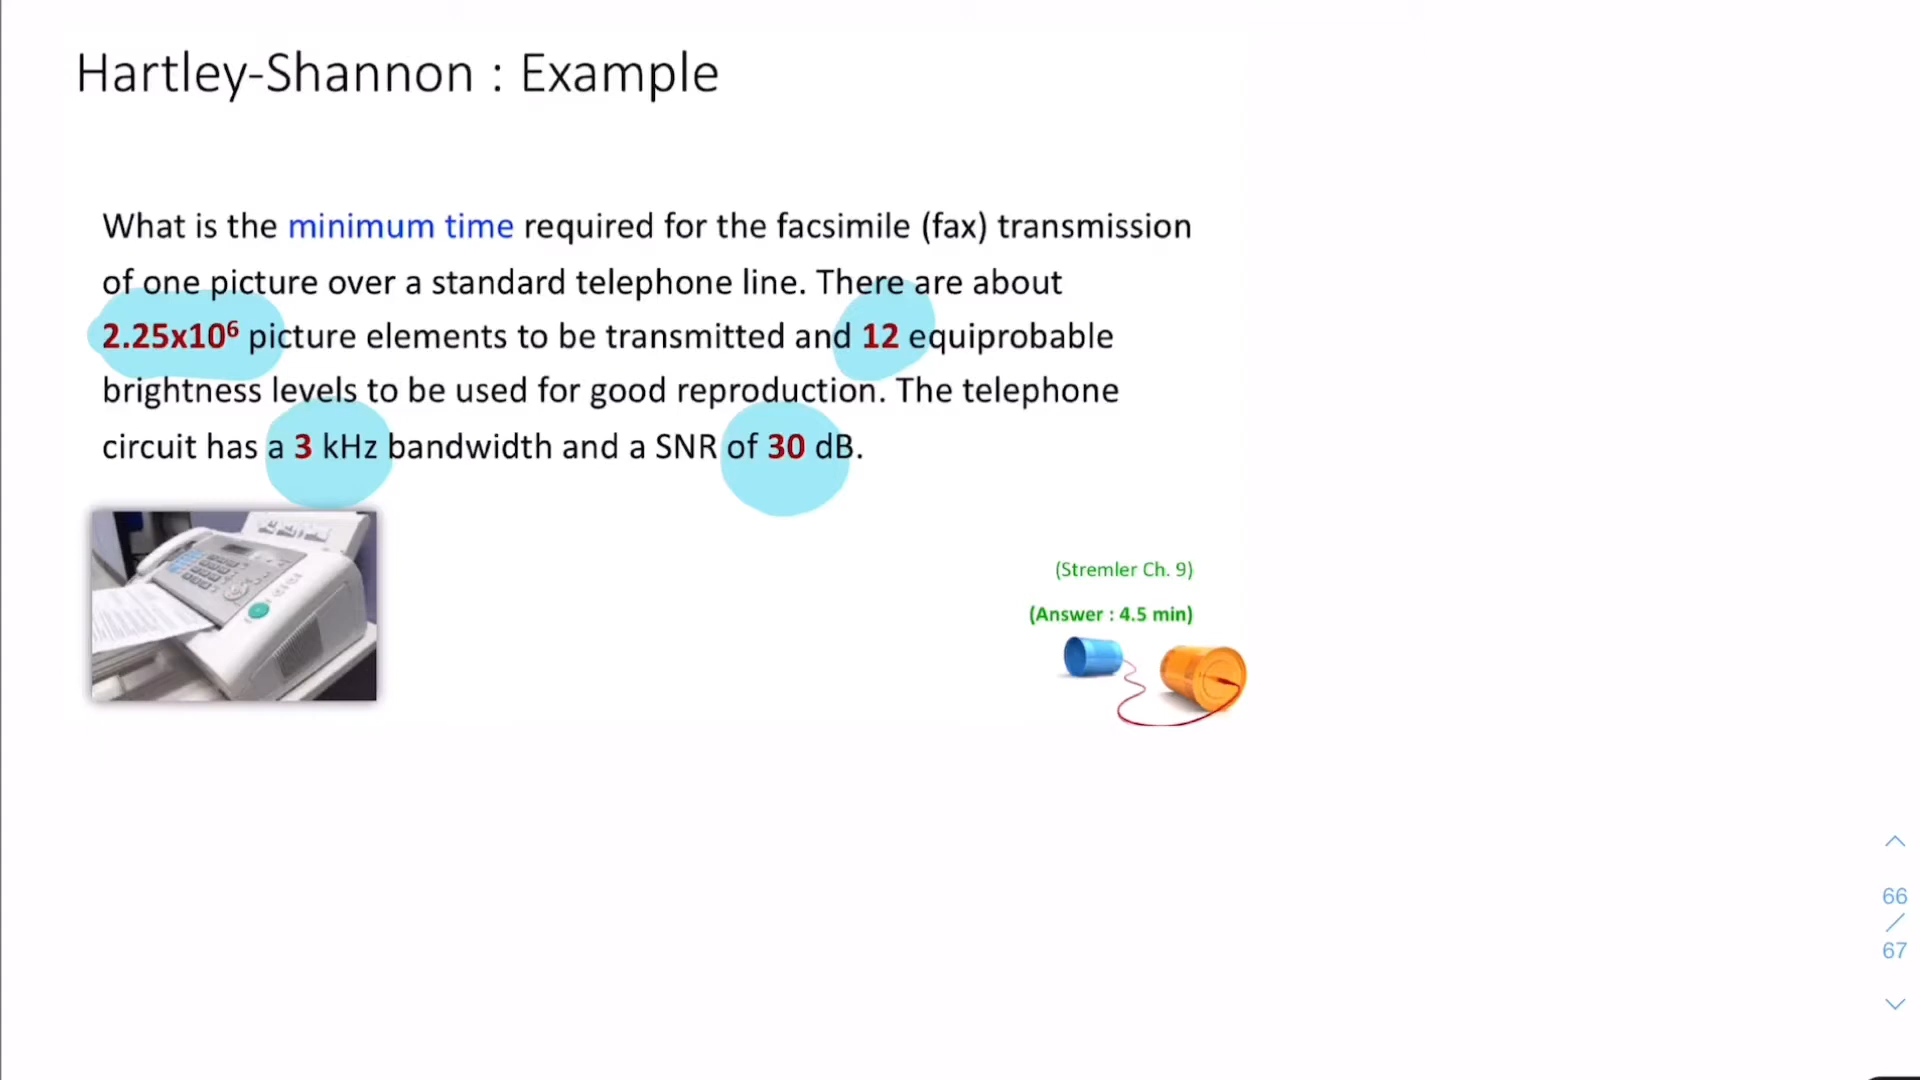 Hartley-Shannon : Example
What is the minimum time required for the facsimile (fax) transmission
of one picture over a standard telephone line. There are about
2.25x10⁶ picture elements to be transmitted and 12 equiprobable
brightness levels to be used for good reproduction. The telephone
circuit has a 3 kHz bandwidth and a SNR of 30 dB.
(Stremler Ch. 9)
(Answer : 4.5 min)
66
/
67